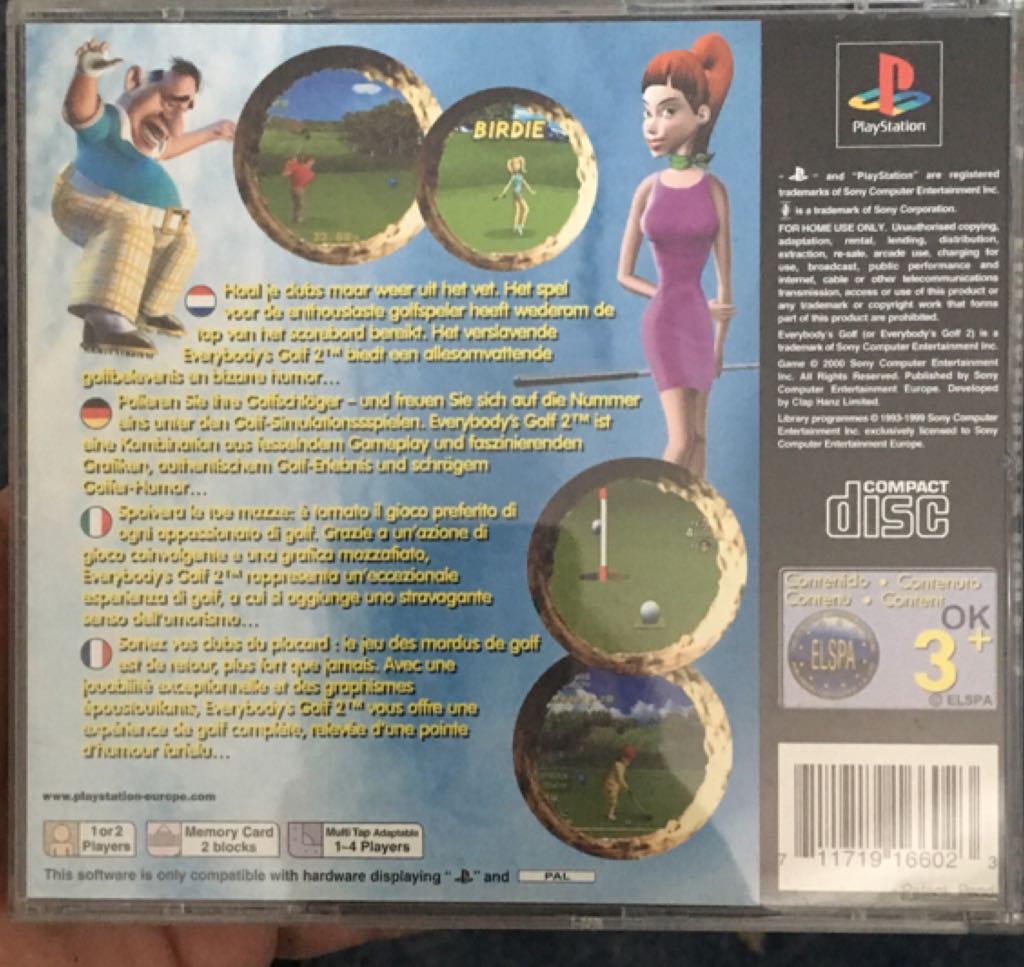 BIRDIE
Haal je clubs maar weer uit het vet. Het spel
voor de enthousiaste golfspeler heeft wederom de
top van het scorebord bereikt. Het verslavende
Everybody's Golf 2™ biedt een allesomvattende
golfbelevenis en bizarre humor...
Polieren Sie Ihre Golfschläger – und freuen Sie sich auf die Nummer
eins unter den Golf-Simulationssspielen. Everybody's Golf 2™ ist
eine Kombination aus fesselndem Gameplay und faszinierenden
Grafiken, authentischem Golf-Erlebnis und schrägem
Golfer-Humor...
Spolvera le tue mazze: è tornato il gioco preferito di
ogni appassionato di golf. Grazie a un'azione di
gioco coinvolgente e una grafica mozzafiato,
Everybody's Golf 2™ rappresenta un'eccezionale
esperienza di golf, a cui si aggiunge uno stravagante
senso dell'umorismo...
Sortez vos clubs du placard : le jeu des mordus de golf
est de retour, plus fort que jamais. Avec une
jouabilité exceptionnelle et des graphismes
époustouflants, Everybody's Golf 2™ vous offre une
expérience de golf complète, relevée d'une pointe
d'humour farfelu...
www.playstation-europe.com
1 or 2
Players
Memory Card
2 blocks
Multi Tap Adaptable
1-4 Players
This software is only compatible with hardware displaying " " and PAL
PlayStation
" " and "PlayStation" are registered
trademarks of Sony Computer Entertainment Inc.
is a trademark of Sony Corporation.
FOR HOME USE ONLY. Unauthorised copying,
adaptation, rental, lending, distribution,
extraction, re-sale, arcade use, charging for
use, broadcast, public performance and
internet, cable or other telecommunications
transmission, access or use of this product or
any trademark or copyright work that forms
part of this product are prohibited.
Everybody's Golf (or Everybody's Golf 2) is a
trademark of Sony Computer Entertainment Inc.
Game © 2000 Sony Computer Entertainment
Inc. All Rights Reserved. Published by Sony
Computer Entertainment Europe. Developed
by Clap Hanz Limited.
Library programmes © 1993-1999 Sony Computer
Entertainment Inc. exclusively licensed to Sony
Computer Entertainment Europe.
COMPACT
disc
Contenido • Contenuto
Contenu • Content
OK
ELSPA
3+
© ELSPA
7 11719 16602 3